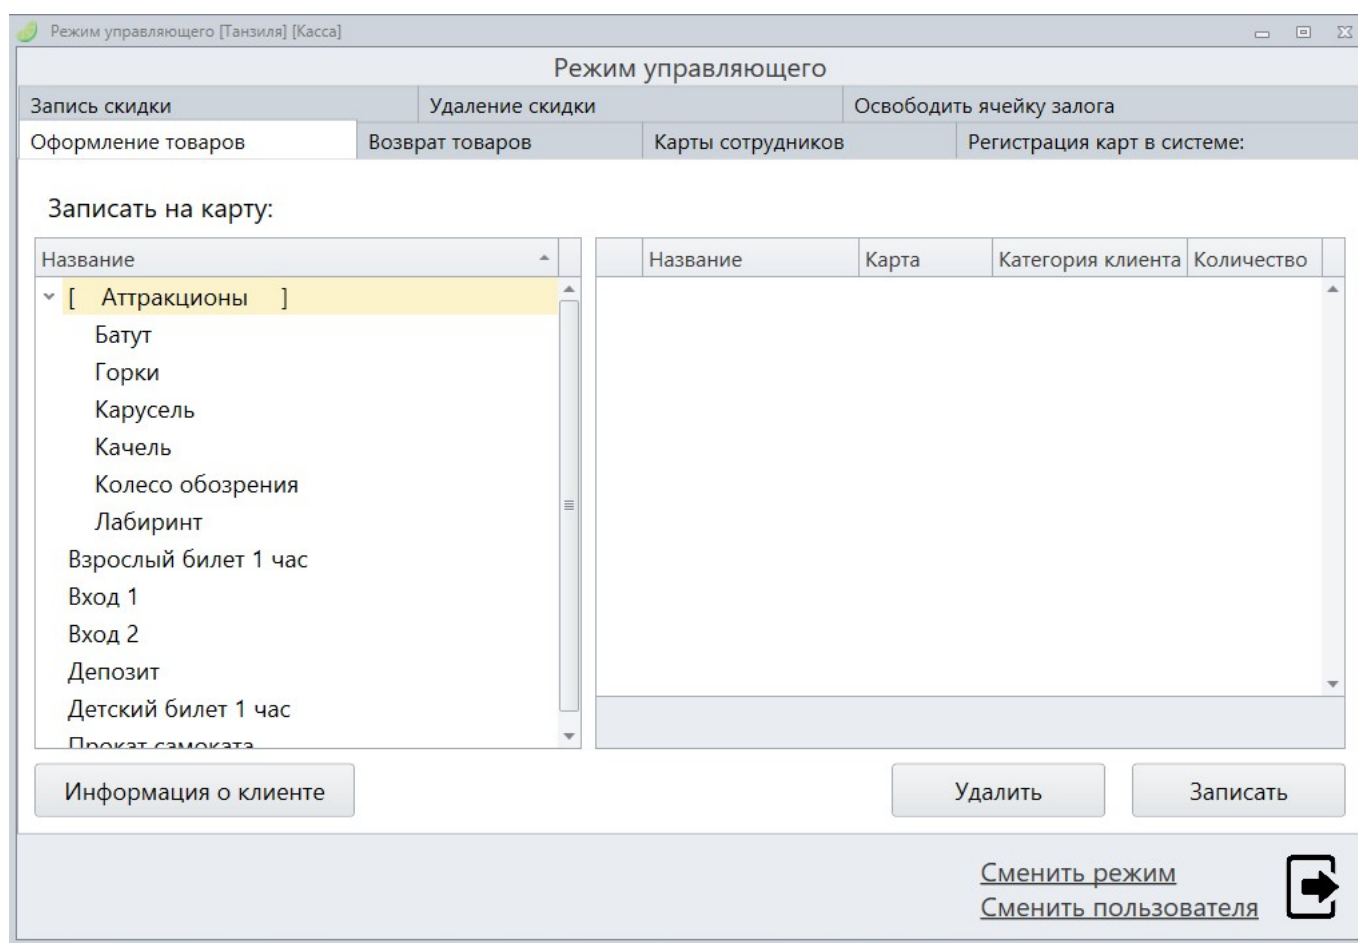 Режим управляющего [Танзиля] [Касса]
Режим управляющего
Запись скидки Удаление скидки Освободить ячейку залога
Оформление товаров Возврат товаров Карты сотрудников Регистрация карт в системе:
Записать на карту:
Название Название Карта Категория клиента Количество
[ Аттракционы ]
Батут
Горки
Карусель
Качель
Колесо обозрения
Лабиринт
Взрослый билет 1 час
Вход 1
Вход 2
Депозит
Детский билет 1 час
Прокат самоката
Информация о клиенте Удалить Записать
Сменить режим
Сменить пользователя